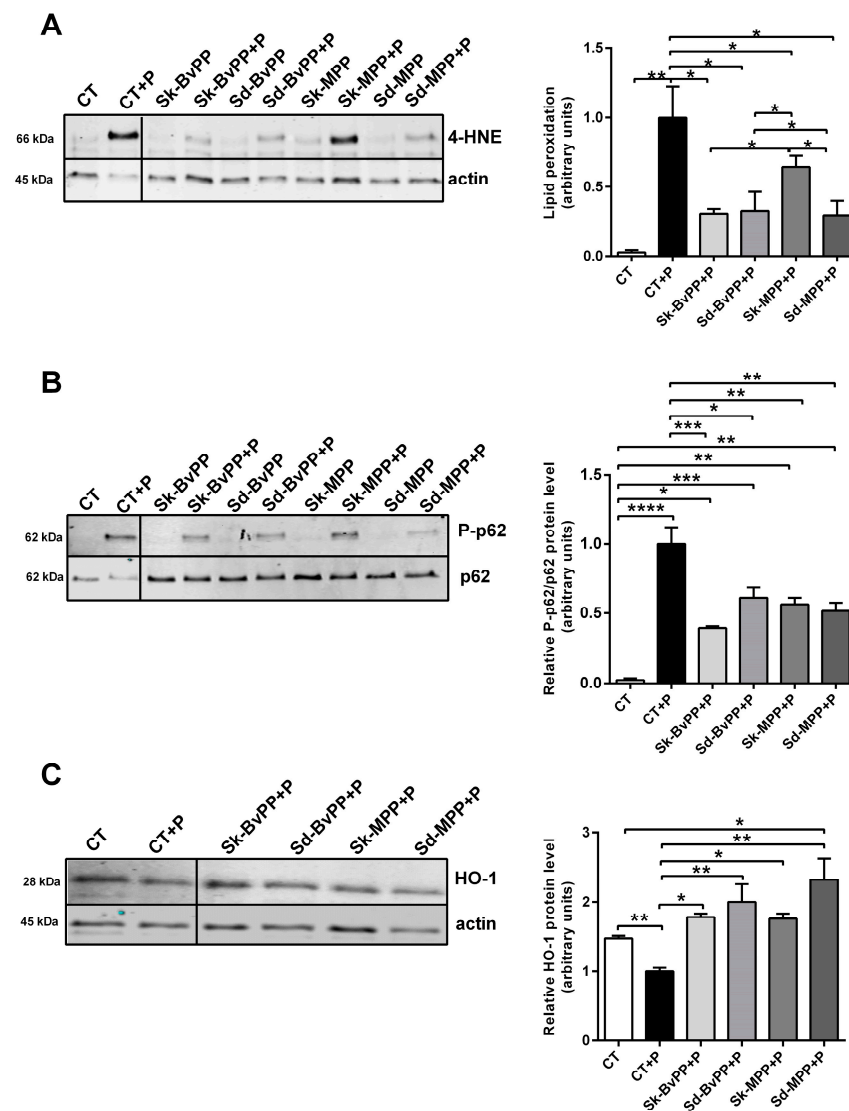 A
CT CT+P Sk-BvPP Sk-BvPP+P Sd-BvPP Sd-BvPP+P Sk-MPP Sk-MPP+P Sd-MPP Sd-MPP+P
66 kDa 4-HNE
45 kDa actin
Lipid peroxidation
(arbitrary units)
1.5
1.0
0.5
0.0
*
*
*
** *
*
*
* *
CT CT+P Sk-BvPP+P Sd-BvPP+P Sk-MPP+P Sd-MPP+P
B
CT CT+P Sk-BvPP Sk-BvPP+P Sd-BvPP Sd-BvPP+P Sk-MPP Sk-MPP+P Sd-MPP Sd-MPP+P
62 kDa P-p62
62 kDa p62
Relative P-p62/p62 protein level
(arbitrary units)
1.5
1.0
0.5
0.0
**
**
*
***
**
**
***
*
****
CT CT+P Sk-BvPP+P Sd-BvPP+P Sk-MPP+P Sd-MPP+P
C
CT CT+P Sk-BvPP+P Sd-BvPP+P Sk-MPP+P Sd-MPP+P
28 kDa HO-1
45 kDa actin
Relative HO-1 protein level
(arbitrary units)
3
2
1
0
*
**
*
**
** *
CT CT+P Sk-BvPP+P Sd-BvPP+P Sk-MPP+P Sd-MPP+P